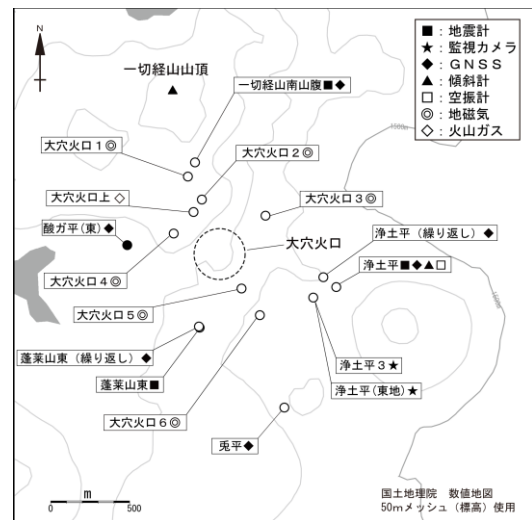 N
■：地震計
★：監視カメラ
◆：ＧＮＳＳ
▲：傾斜計
□：空振計
◎：地磁気
◇：火山ガス
一切経山山頂
一切経山南山腹■◆
大穴火口１◎
大穴火口２◎
大穴火口上◇
大穴火口３◎
酸ガ平(東)◆
大穴火口
浄土平（繰り返し）◆
浄土平■◆▲□
大穴火口４◎
大穴火口５◎
蓬莱山東（繰り返し）◆
浄土平３★
蓬莱山東■
浄土平(東地)★
大穴火口６◎
兎平◆
1500m
1600m
m
0 500
国土地理院　数値地図
50ｍメッシュ（標高）使用